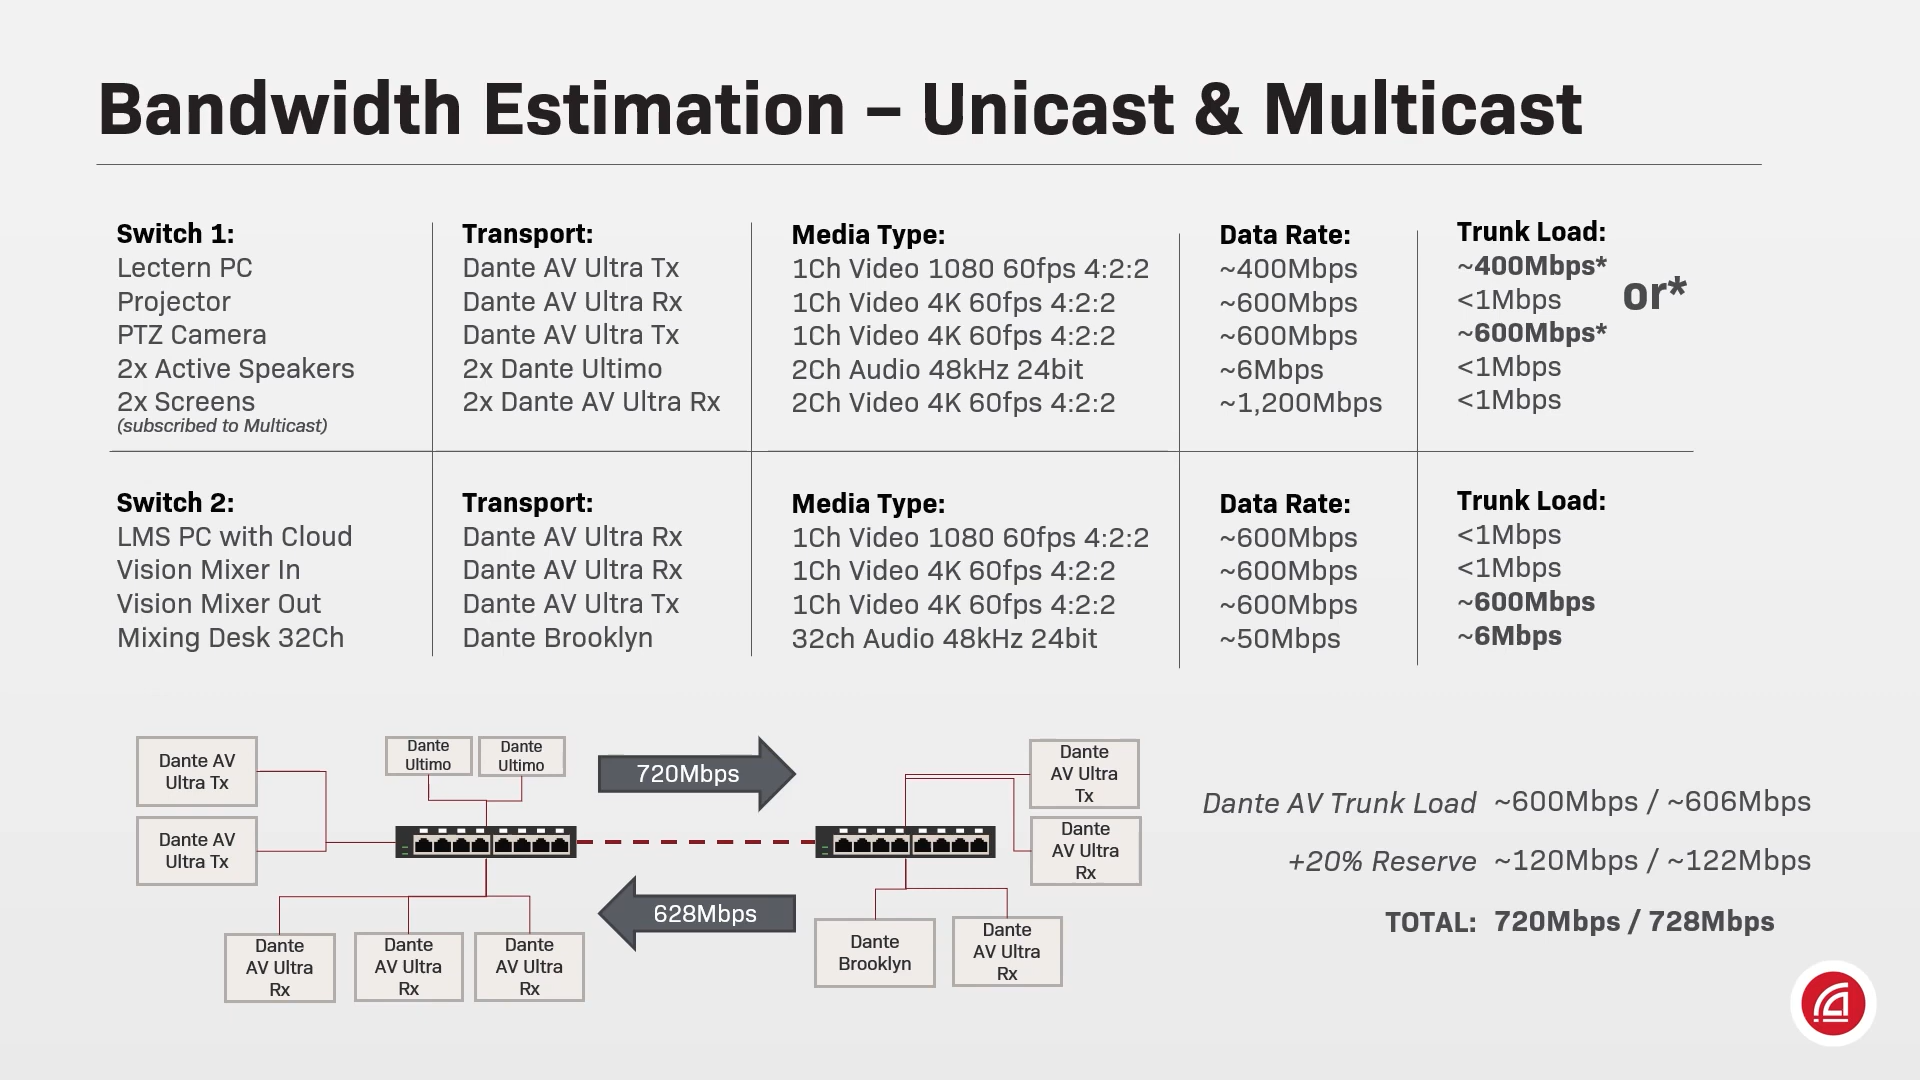 Bandwidth Estimation – Unicast & Multicast
Switch 1:
Lectern PC
Projector
PTZ Camera
2x Active Speakers
2x Screens
(subscribed to Multicast)
Transport:
Dante AV Ultra Tx
Dante AV Ultra Rx
Dante AV Ultra Tx
2x Dante Ultimo
2x Dante AV Ultra Rx
Media Type:
1Ch Video 1080 60fps 4:2:2
1Ch Video 4K 60fps 4:2:2
1Ch Video 4K 60fps 4:2:2
2Ch Audio 48kHz 24bit
2Ch Video 4K 60fps 4:2:2
Data Rate:
~400Mbps
~600Mbps
~600Mbps
~6Mbps
~1,200Mbps
Trunk Load:
~400Mbps*
<1Mbps
~600Mbps*
<1Mbps
<1Mbps
or*
Switch 2:
LMS PC with Cloud
Vision Mixer In
Vision Mixer Out
Mixing Desk 32Ch
Transport:
Dante AV Ultra Rx
Dante AV Ultra Rx
Dante AV Ultra Tx
Dante Brooklyn
Media Type:
1Ch Video 1080 60fps 4:2:2
1Ch Video 4K 60fps 4:2:2
1Ch Video 4K 60fps 4:2:2
32ch Audio 48kHz 24bit
Data Rate:
~600Mbps
~600Mbps
~600Mbps
~50Mbps
Trunk Load:
<1Mbps
<1Mbps
~600Mbps
~6Mbps
Dante AV
Ultra Tx
Dante AV
Ultra Tx
Dante
Ultimo
Dante
Ultimo
720Mbps
628Mbps
Dante
AV Ultra
Rx
Dante
AV Ultra
Rx
Dante
AV Ultra
Rx
Dante
AV Ultra
Tx
Dante
AV Ultra
Rx
Dante
Brooklyn
Dante
AV Ultra
Rx
Dante AV Trunk Load ~600Mbps / ~606Mbps
+20% Reserve ~120Mbps / ~122Mbps
TOTAL: 720Mbps / 728Mbps